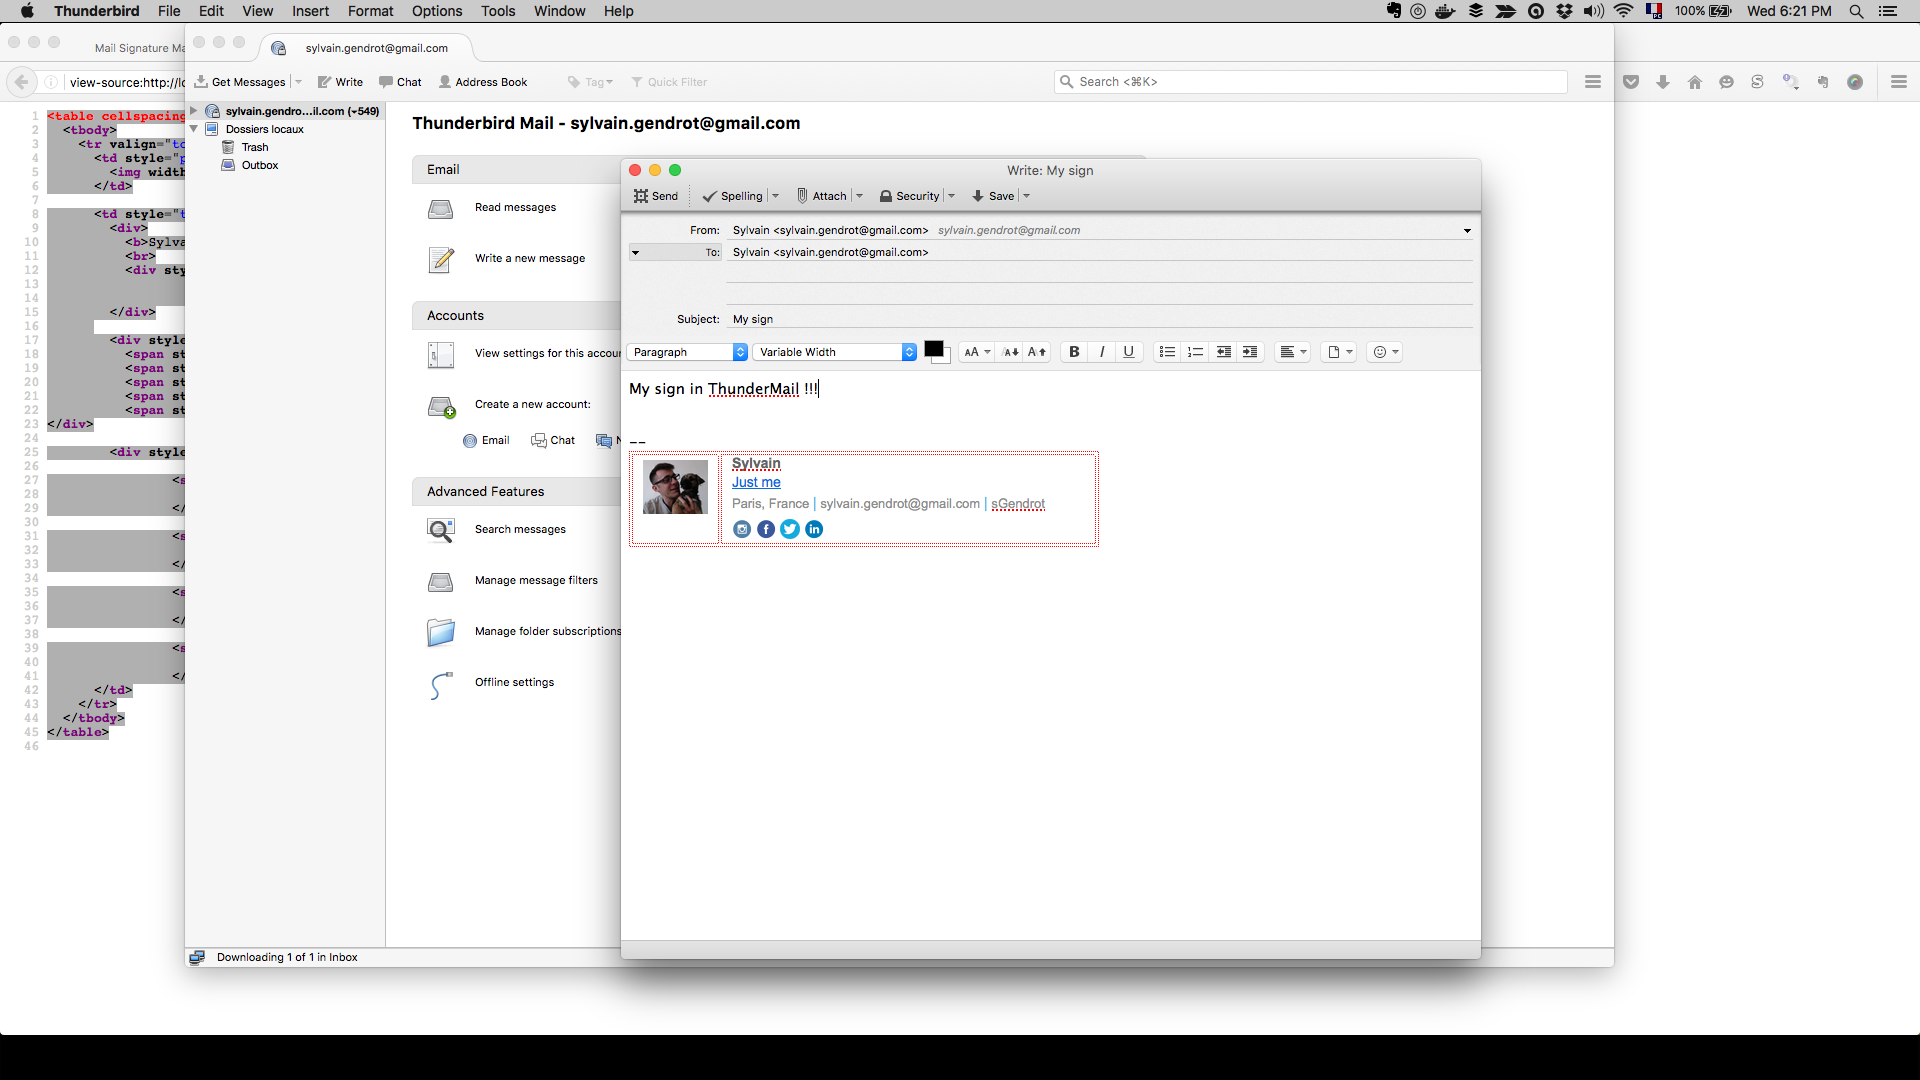 Thunderbird File Edit View Insert Format Options Tools Window Help 100% Wed 6:21 PM
Mail Signature Ma
sylvain.gendrot@gmail.com
view-source:http://lo
Get Messages Write Chat Address Book Tag Quick Filter Search <⌘K>
sylvain.gendro...il.com (549)
Dossiers locaux
Trash
Outbox
1 <table cellspacing
2 <tbody>
3 <tr valign="to
4 <td style="p
5 <img width
6 </td>
7
8 <td style="t
9 <div>
10 <b>Sylva
11 <br>
12 <div sty
13
14
15 </div>
16
17 <div style
18 <span st
19 <span st
20 <span st
21 <span st
22 <span st
23 </div>
24
25 <div style
26
27 <s
28
29 </
30
31 <s
32
33 </
34
35 <s
36
37 </
38
39 <s
40
41 </
42 </td>
43 </tr>
44 </tbody>
45 </table>
46
Thunderbird Mail - sylvain.gendrot@gmail.com
Email
Read messages
Write a new message
Accounts
View settings for this accou
Create a new account:
Email Chat N
Advanced Features
Search messages
Manage message filters
Manage folder subscriptions
Offline settings
Downloading 1 of 1 in Inbox
Write: My sign
Send Spelling Attach Security Save
From: Sylvain <sylvain.gendrot@gmail.com> sylvain.gendrot@gmail.com
To: Sylvain <sylvain.gendrot@gmail.com>
Subject: My sign
Paragraph Variable Width AA A A B I U
My sign in ThunderMail !!!
--
Sylvain
Just me
Paris, France | sylvain.gendrot@gmail.com | sGendrot